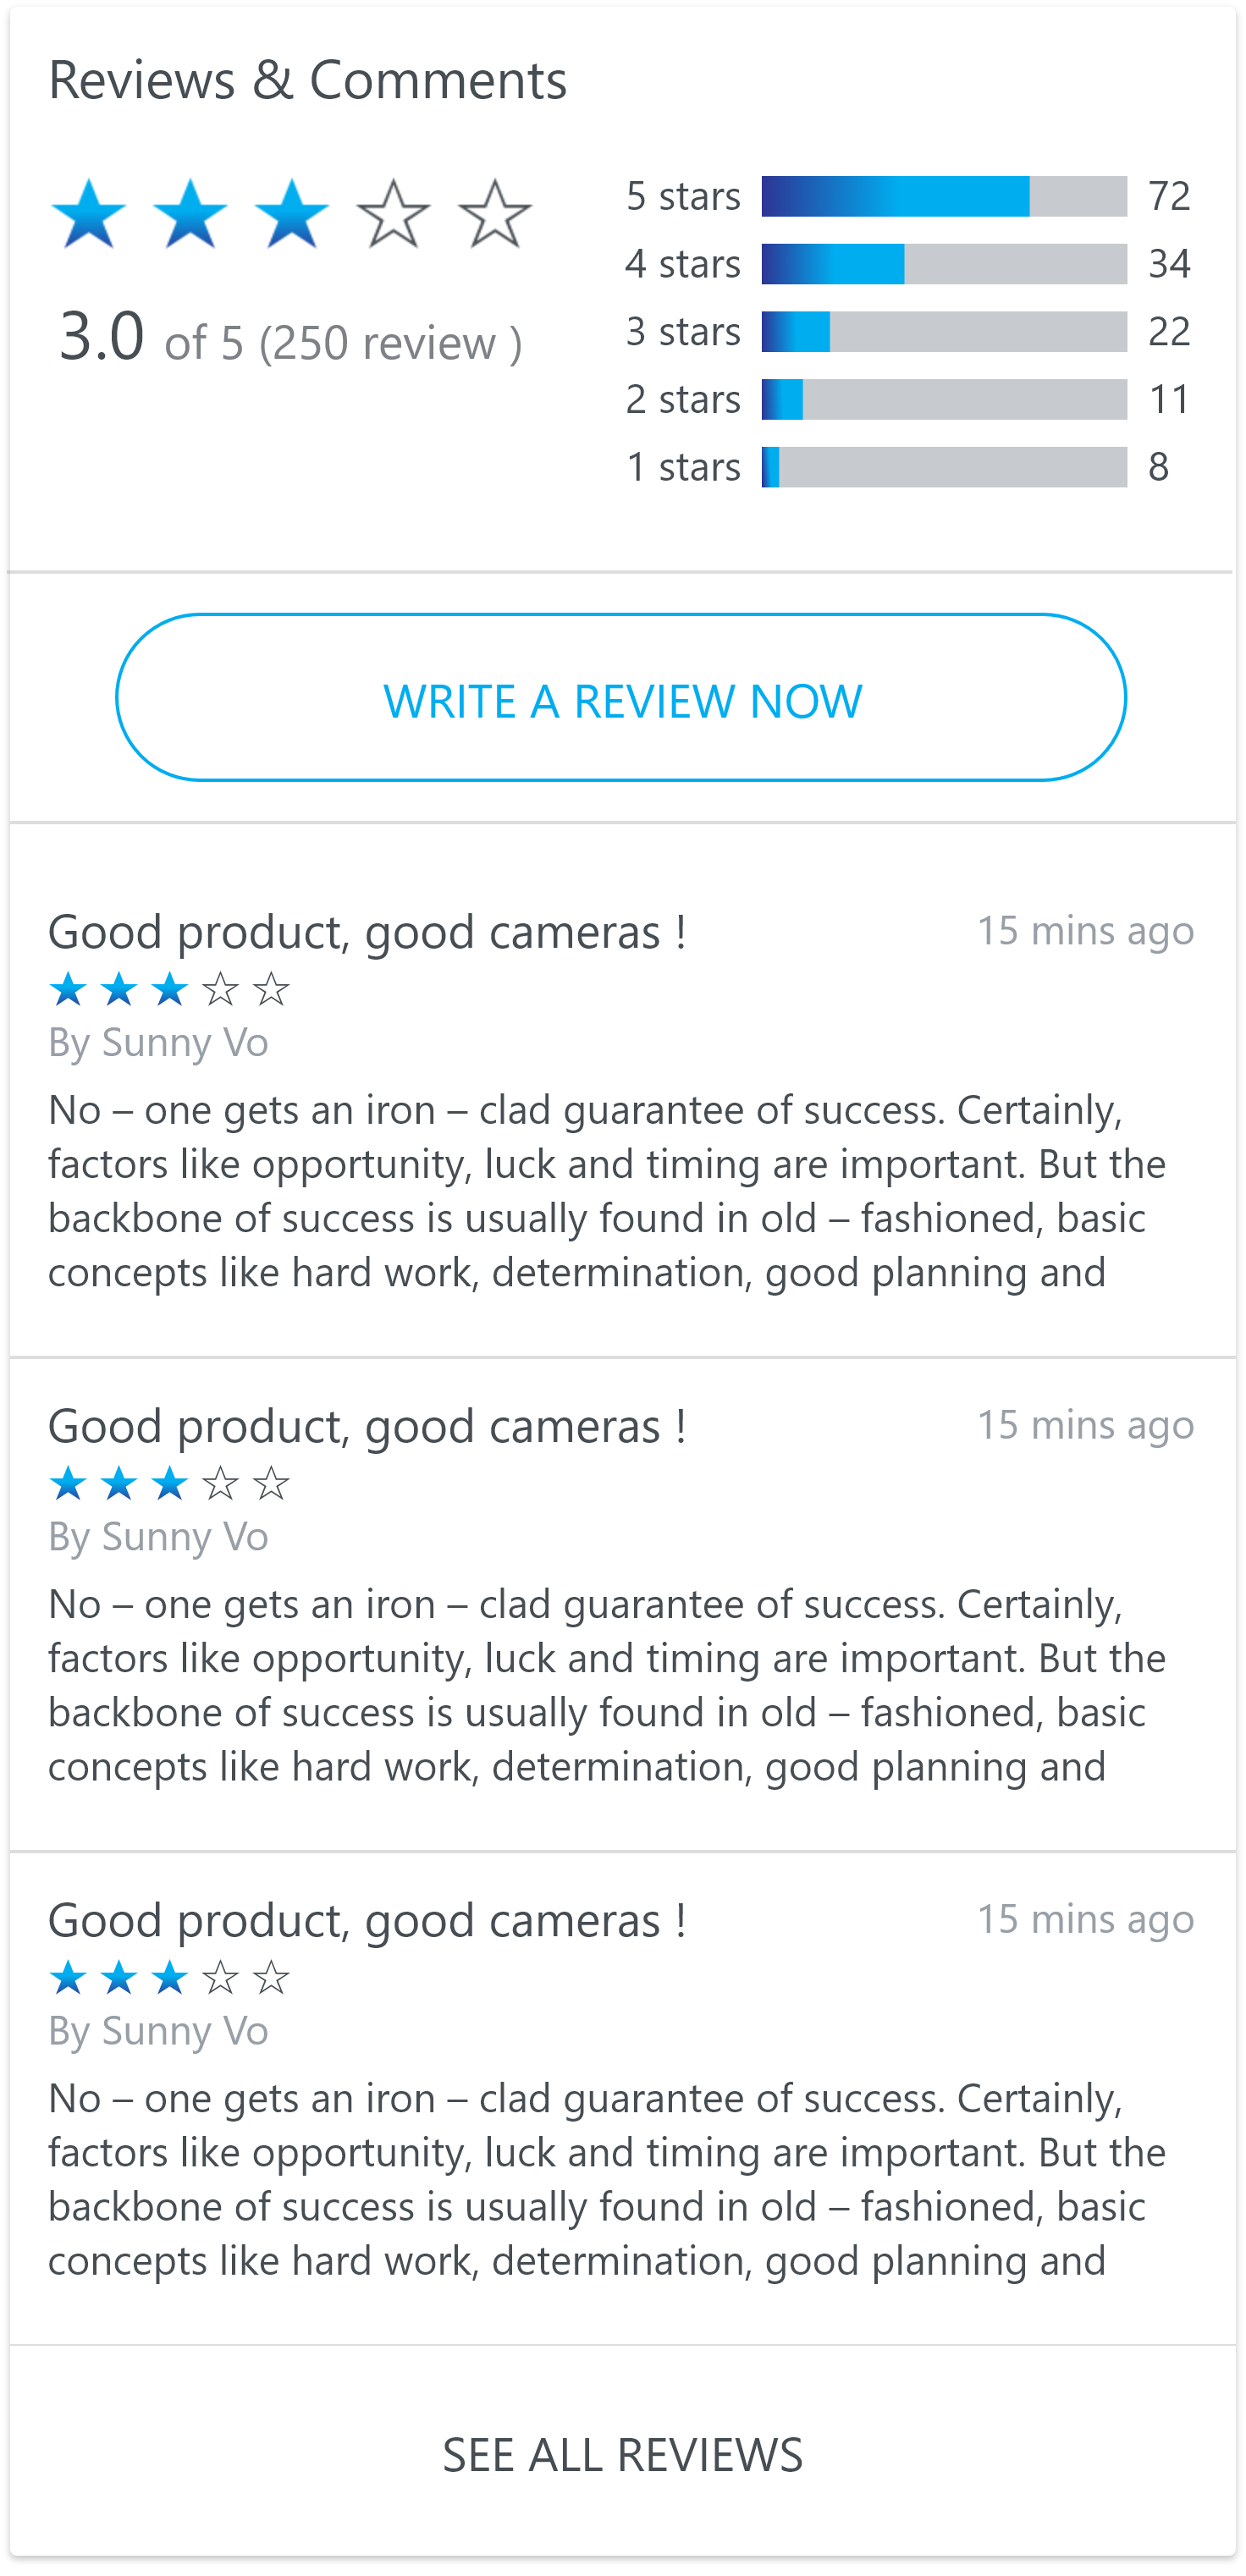 Reviews & Comments
3.0 of 5 (250 review )
5 stars 72
4 stars 34
3 stars 22
2 stars 11
1 stars 8
WRITE A REVIEW NOW
Good product, good cameras ! 15 mins ago
By Sunny Vo
No – one gets an iron – clad guarantee of success. Certainly,
factors like opportunity, luck and timing are important. But the
backbone of success is usually found in old – fashioned, basic
concepts like hard work, determination, good planning and
Good product, good cameras ! 15 mins ago
By Sunny Vo
No – one gets an iron – clad guarantee of success. Certainly,
factors like opportunity, luck and timing are important. But the
backbone of success is usually found in old – fashioned, basic
concepts like hard work, determination, good planning and
Good product, good cameras ! 15 mins ago
By Sunny Vo
No – one gets an iron – clad guarantee of success. Certainly,
factors like opportunity, luck and timing are important. But the
backbone of success is usually found in old – fashioned, basic
concepts like hard work, determination, good planning and
SEE ALL REVIEWS